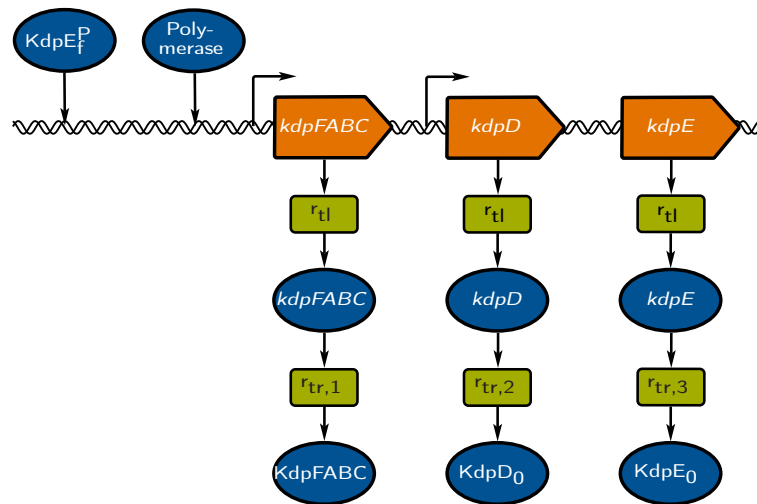 KdpE_f^P
Poly-
merase
kdpFABC
kdpD
kdpE
r_tl
r_tl
r_tl
kdpFABC
kdpD
kdpE
r_tr,1
r_tr,2
r_tr,3
KdpFABC
KdpD_0
KdpE_0